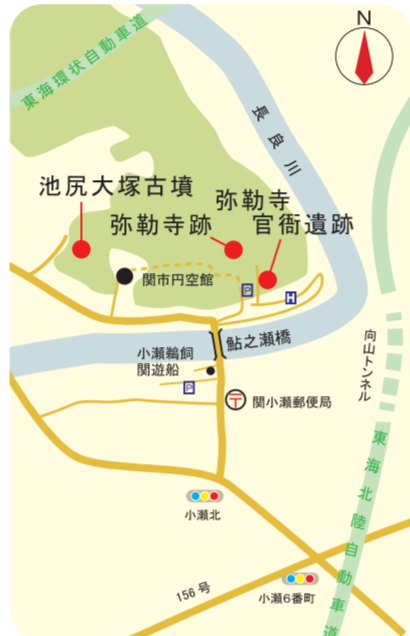 N
東海環状自動車道
長良川
池尻大塚古墳
弥勒寺跡
弥勒寺
官衙遺跡
関市円空館
P
H
鮎之瀬橋
小瀬鵜飼
関遊船
P
〒
関小瀬郵便局
向山トンネル
東海北陸自動車道
小瀬北
156号
小瀬6番町